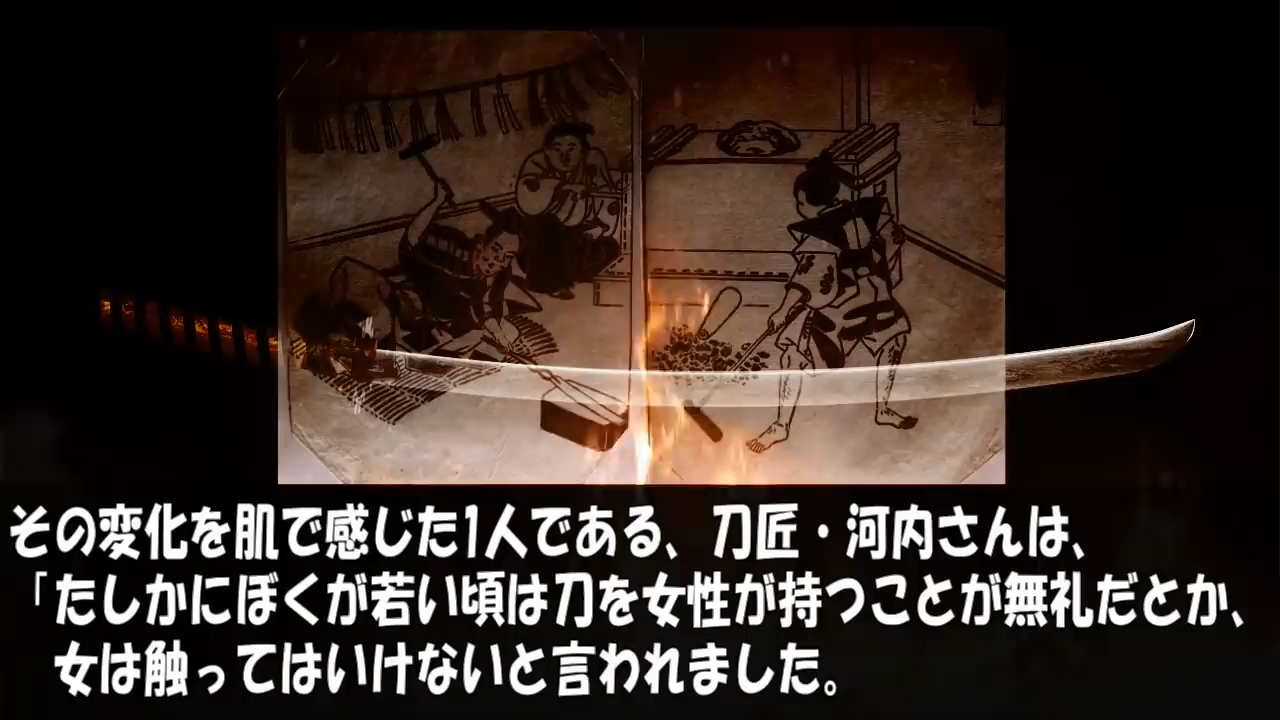 その変化を肌で感じた1人である、刀匠・河内さんは、
「たしかにぼくが若い頃は刀を女性が持つことが無礼だとか、
女は触ってはいけないと言われました。